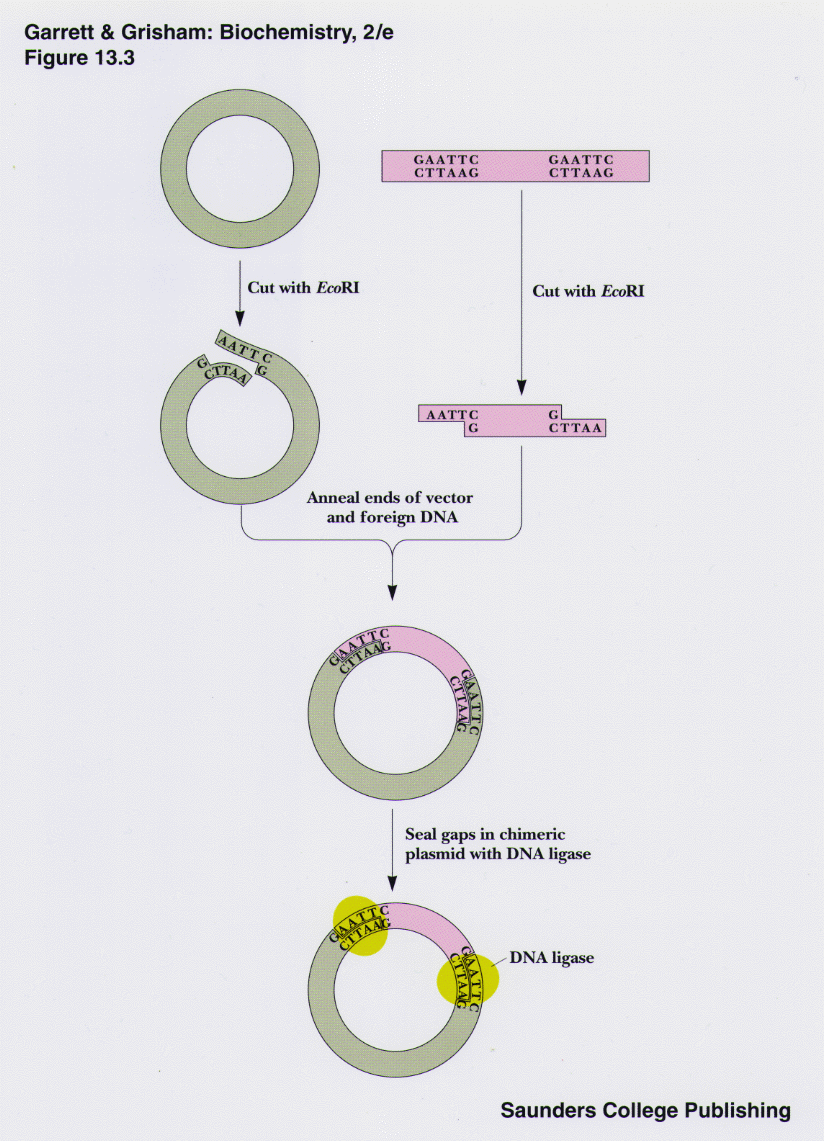 Garrett & Grisham: Biochemistry, 2/e
Figure 13.3
GAATTC GAATTC
CTTAAG CTTAAG
Cut with EcoRI
Cut with EcoRI
AATTC
G
G
CTTAA
AATTC G
G CTTAA
Anneal ends of vector
and foreign DNA
GAATTC
CTTAAG
GAATTC
CTTAAG
Seal gaps in chimeric
plasmid with DNA ligase
GAATTC
CTTAAG
GAATTC
CTTAAG
DNA ligase
Saunders College Publishing